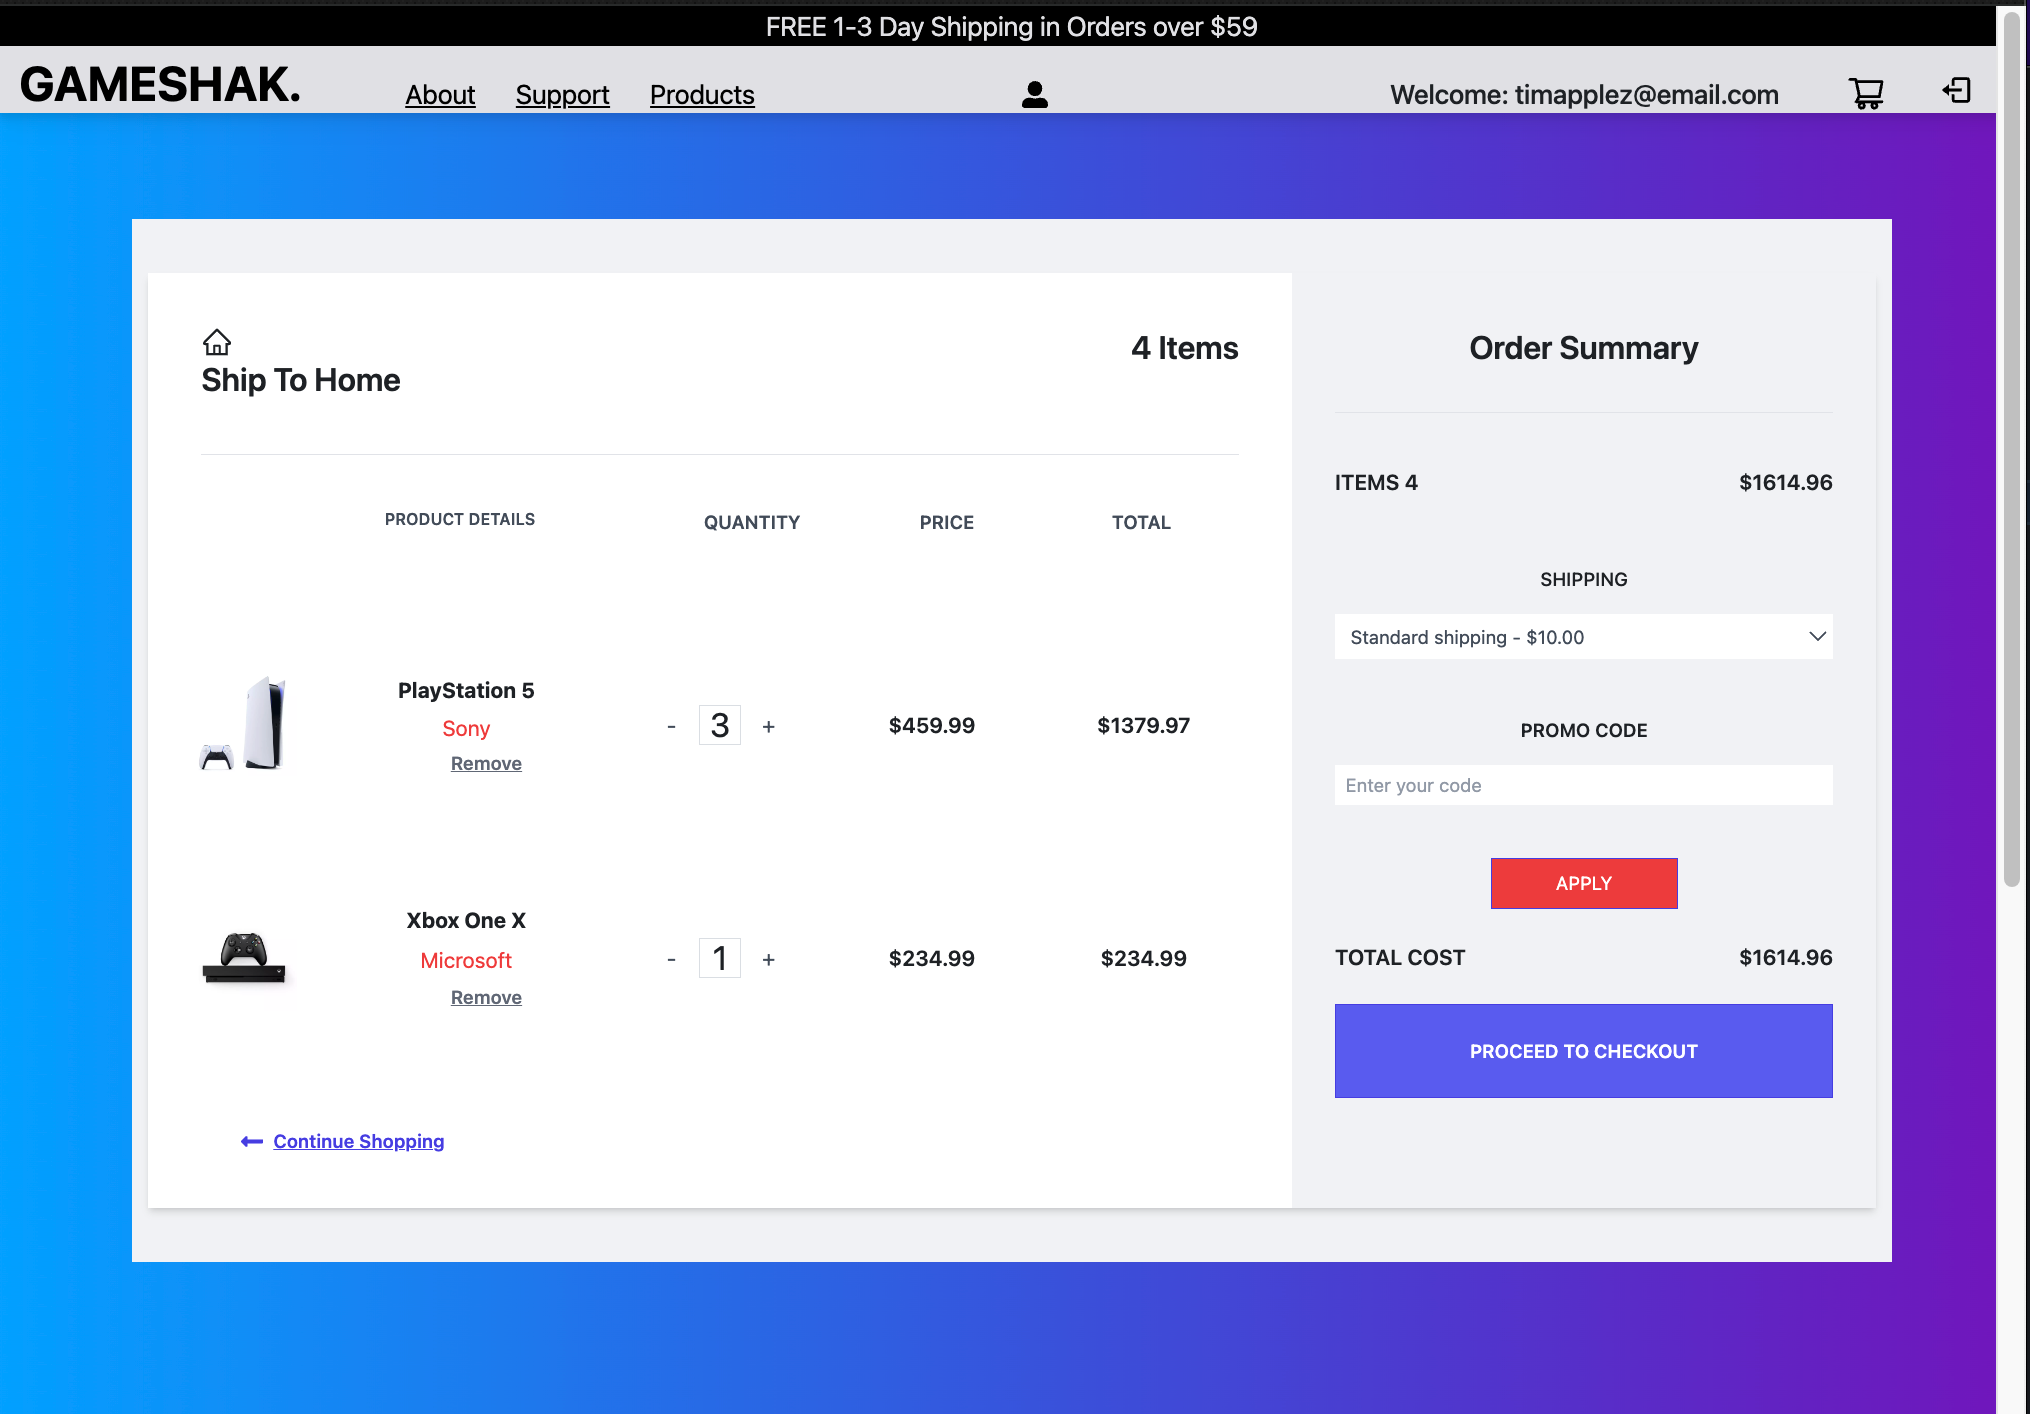 FREE 1-3 Day Shipping in Orders over $59
GAMESHAK.
About Support Products
Welcome: timapplez@email.com
Ship To Home
4 Items
PRODUCT DETAILS QUANTITY PRICE TOTAL
PlayStation 5
Sony
Remove
- 3 + $459.99 $1379.97
Xbox One X
Microsoft
Remove
- 1 + $234.99 $234.99
Continue Shopping
Order Summary
ITEMS 4 $1614.96
SHIPPING
Standard shipping - $10.00
PROMO CODE
Enter your code
APPLY
TOTAL COST $1614.96
PROCEED TO CHECKOUT